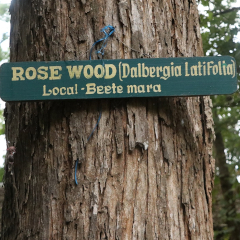 ROSE WOOD (Dalbergia Latifolia)
Local - Beete mara